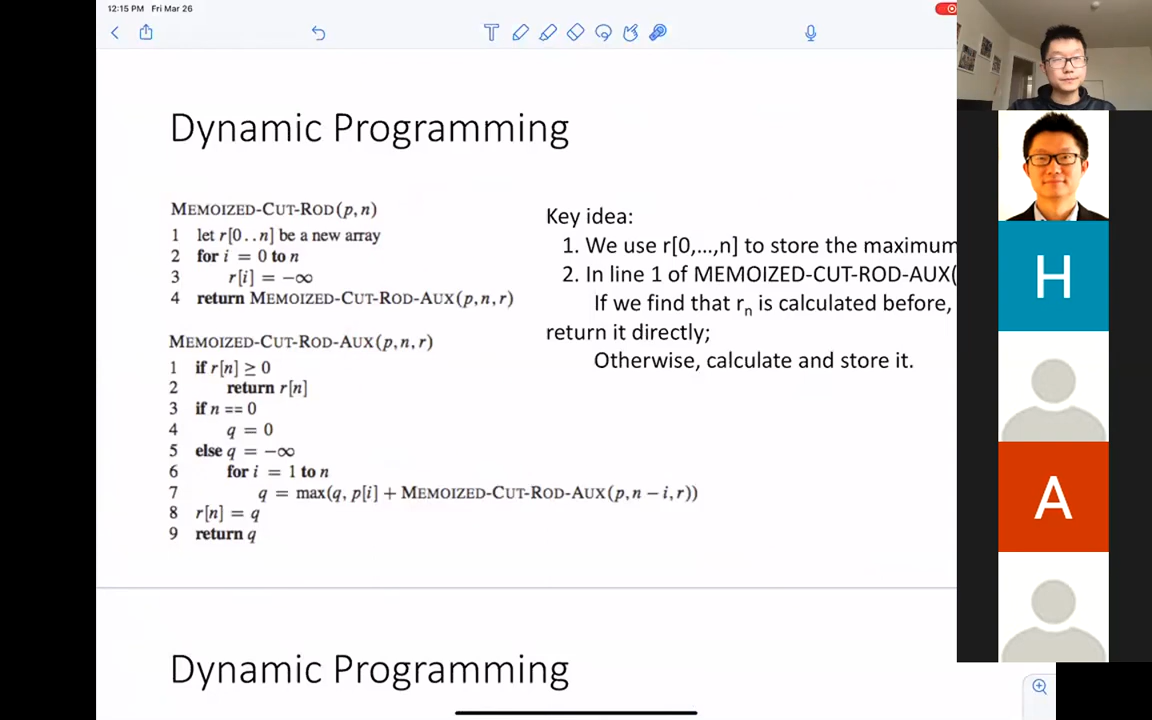 12:15 PM Fri Mar 26
T
Dynamic Programming
MEMOIZED-CUT-ROD(p, n)
1 let r[0..n] be a new array
2 for i = 0 to n
3 r[i] = −∞
4 return MEMOIZED-CUT-ROD-AUX(p, n, r)
MEMOIZED-CUT-ROD-AUX(p, n, r)
1 if r[n] ≥ 0
2 return r[n]
3 if n == 0
4 q = 0
5 else q = −∞
6 for i = 1 to n
7 q = max(q, p[i] + MEMOIZED-CUT-ROD-AUX(p, n − i, r))
8 r[n] = q
9 return q
Key idea:
1. We use r[0,...,n] to store the maximum
2. In line 1 of MEMOIZED-CUT-ROD-AUX(
If we find that rn is calculated before,
return it directly;
Otherwise, calculate and store it.
Dynamic Programming
H
A